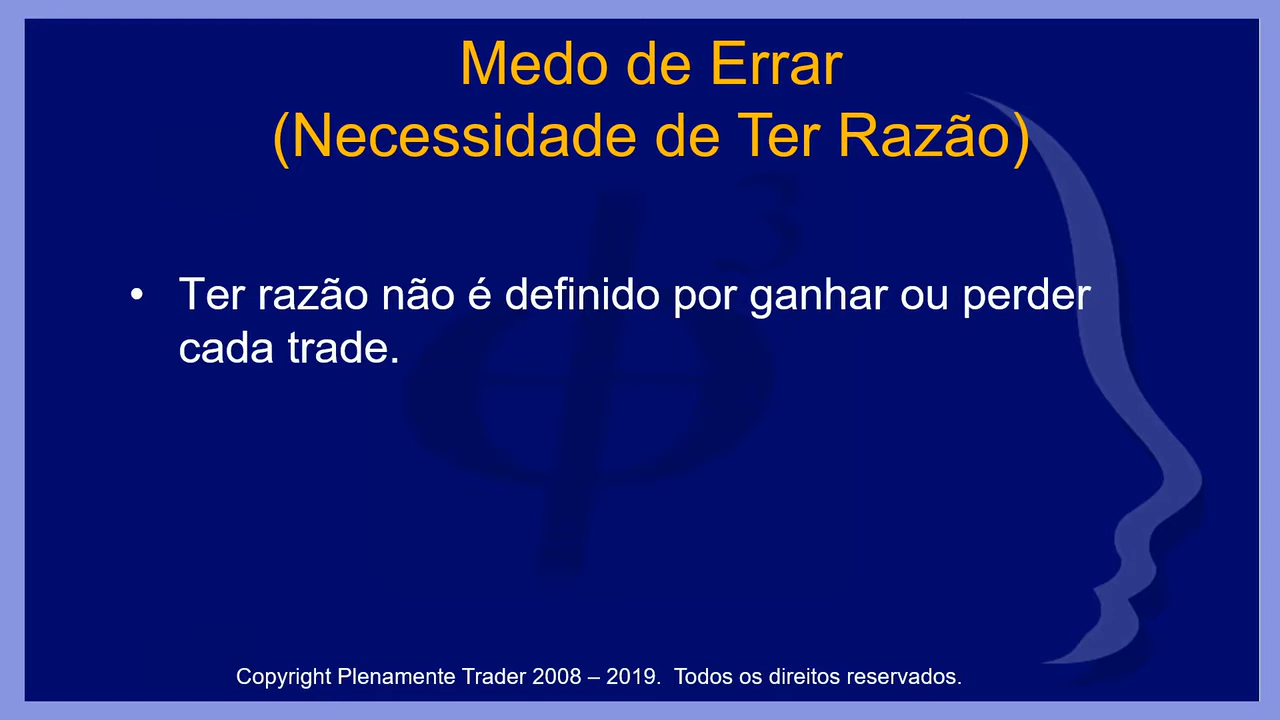 Medo de Errar
(Necessidade de Ter Razão)
• Ter razão não é definido por ganhar ou perder
cada trade.
Copyright Plenamente Trader 2008 – 2019.  Todos os direitos reservados.